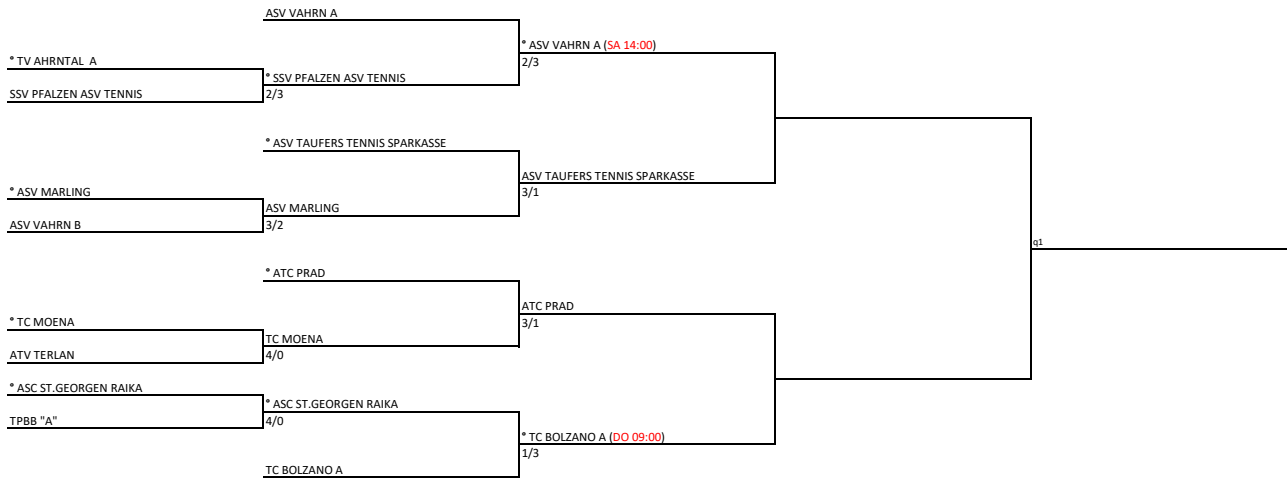 ASV VAHRN A
° ASV VAHRN A (SA 14:00)
2/3
° TV AHRNTAL  A
° SSV PFALZEN ASV TENNIS
SSV PFALZEN ASV TENNIS
2/3
° ASV TAUFERS TENNIS SPARKASSE
ASV TAUFERS TENNIS SPARKASSE
3/1
° ASV MARLING
ASV MARLING
ASV VAHRN B
3/2
q1
° ATC PRAD
ATC PRAD
3/1
° TC MOENA
TC MOENA
ATV TERLAN
4/0
° ASC ST.GEORGEN RAIKA
° ASC ST.GEORGEN RAIKA
TPBB "A"
4/0
° TC BOLZANO A (DO 09:00)
1/3
TC BOLZANO A